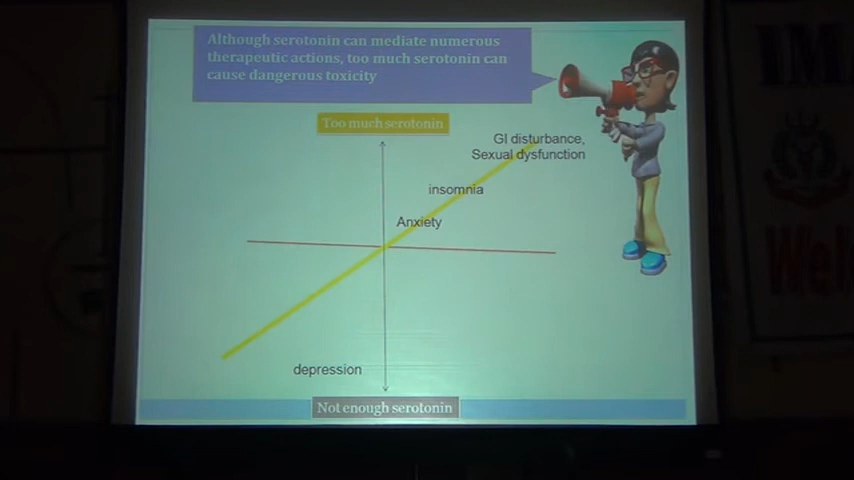 Although serotonin can mediate numerous
therapeutic actions, too much serotonin can
cause dangerous toxicity
Too much serotonin
GI disturbance,
Sexual dysfunction
insomnia
Anxiety
depression
Not enough serotonin